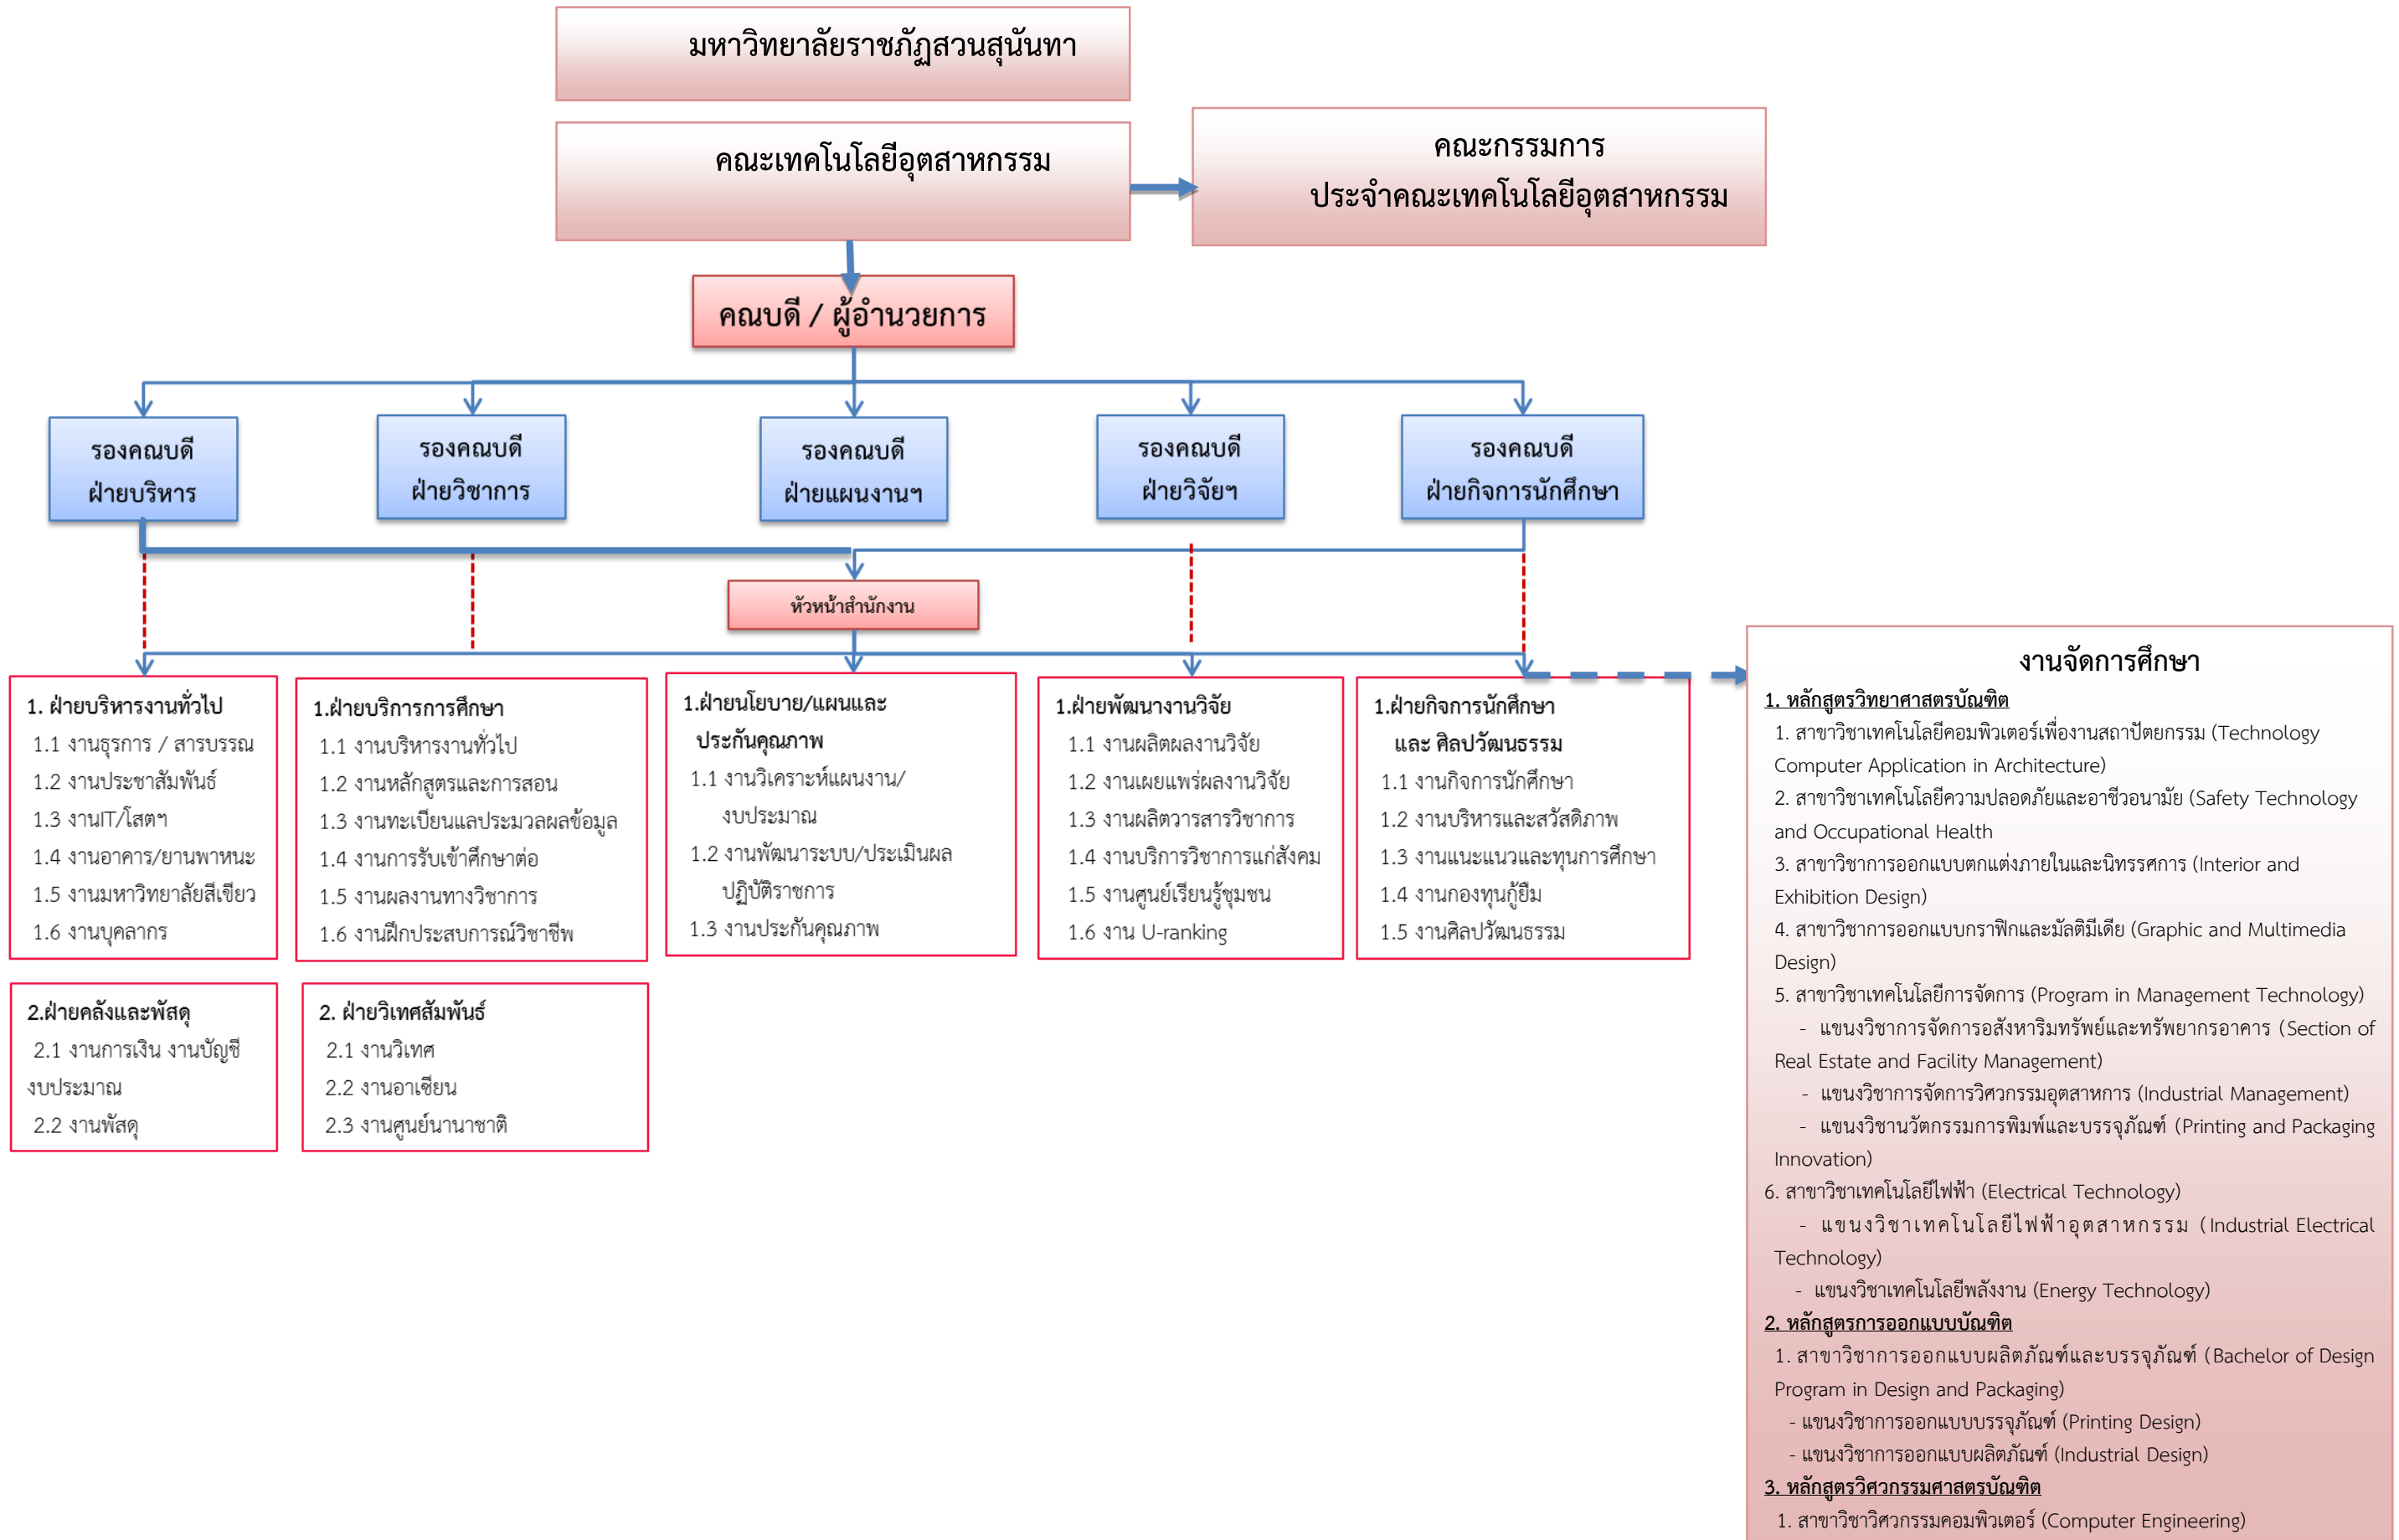 มหาวิทยาลัยราชภัฏสวนสุนันทา
คณะเทคโนโลยีอุตสาหกรรม
คณะกรรมการ
ประจำคณะเทคโนโลยีอุตสาหกรรม
คณบดี / ผู้อำนวยการ
รองคณบดี
ฝ่ายบริหาร
รองคณบดี
ฝ่ายวิชาการ
รองคณบดี
ฝ่ายแผนงานฯ
รองคณบดี
ฝ่ายวิจัยฯ
รองคณบดี
ฝ่ายกิจการนักศึกษา
หัวหน้าสำนักงาน
1. ฝ่ายบริหารงานทั่วไป
1.1 งานธุรการ / สารบรรณ
1.2 งานประชาสัมพันธ์
1.3 งานIT/โสตฯ
1.4 งานอาคาร/ยานพาหนะ
1.5 งานมหาวิทยาลัยสีเขียว
1.6 งานบุคลากร
2.ฝ่ายคลังและพัสดุ
2.1 งานการเงิน งานบัญชี
งบประมาณ
2.2 งานพัสดุ
1.ฝ่ายบริการการศึกษา
1.1 งานบริหารงานทั่วไป
1.2 งานหลักสูตรและการสอน
1.3 งานทะเบียนแลประมวลผลข้อมูล
1.4 งานการรับเข้าศึกษาต่อ
1.5 งานผลงานทางวิชาการ
1.6 งานฝึกประสบการณ์วิชาชีพ
2. ฝ่ายวิเทศสัมพันธ์
2.1 งานวิเทศ
2.2 งานอาเซียน
2.3 งานศูนย์นานาชาติ
1.ฝ่ายนโยบาย/แผนและ
ประกันคุณภาพ
1.1 งานวิเคราะห์แผนงาน/
งบประมาณ
1.2 งานพัฒนาระบบ/ประเมินผล
ปฏิบัติราชการ
1.3 งานประกันคุณภาพ
1.ฝ่ายพัฒนางานวิจัย
1.1 งานผลิตผลงานวิจัย
1.2 งานเผยแพร่ผลงานวิจัย
1.3 งานผลิตวารสารวิชาการ
1.4 งานบริการวิชาการแก่สังคม
1.5 งานศูนย์เรียนรู้ชุมชน
1.6 งาน U-ranking
1.ฝ่ายกิจการนักศึกษา
และ ศิลปวัฒนธรรม
1.1 งานกิจการนักศึกษา
1.2 งานบริหารและสวัสดิภาพ
1.3 งานแนะแนวและทุนการศึกษา
1.4 งานกองทุนกู้ยืม
1.5 งานศิลปวัฒนธรรม
งานจัดการศึกษา
1. หลักสูตรวิทยาศาสตรบัณฑิต
1. สาขาวิชาเทคโนโลยีคอมพิวเตอร์เพื่องานสถาปัตยกรรม (Technology
Computer Application in Architecture)
2. สาขาวิชาเทคโนโลยีความปลอดภัยและอาชีวอนามัย (Safety Technology
and Occupational Health
3. สาขาวิชาการออกแบบตกแต่งภายในและนิทรรศการ (Interior and
Exhibition Design)
4. สาขาวิชาการออกแบบกราฟิกและมัลติมีเดีย (Graphic and Multimedia
Design)
5. สาขาวิชาเทคโนโลยีการจัดการ (Program in Management Technology)
- แขนงวิชาการจัดการอสังหาริมทรัพย์และทรัพยากรอาคาร (Section of
Real Estate and Facility Management)
- แขนงวิชาการจัดการวิศวกรรมอุตสาหการ (Industrial Management)
- แขนงวิชานวัตกรรมการพิมพ์และบรรจุภัณฑ์ (Printing and Packaging
Innovation)
6. สาขาวิชาเทคโนโลยีไฟฟ้า (Electrical Technology)
- แขนงวิชาเทคโนโลยีไฟฟ้าอุตสาหกรรม (Industrial Electrical
Technology)
- แขนงวิชาเทคโนโลยีพลังงาน (Energy Technology)
2. หลักสูตรการออกแบบบัณฑิต
1. สาขาวิชาการออกแบบผลิตภัณฑ์และบรรจุภัณฑ์ (Bachelor of Design
Program in Design and Packaging)
- แขนงวิชาการออกแบบบรรจุภัณฑ์ (Printing Design)
- แขนงวิชาการออกแบบผลิตภัณฑ์ (Industrial Design)
3. หลักสูตรวิศวกรรมศาสตรบัณฑิต
1. สาขาวิชาวิศวกรรมคอมพิวเตอร์ (Computer Engineering)